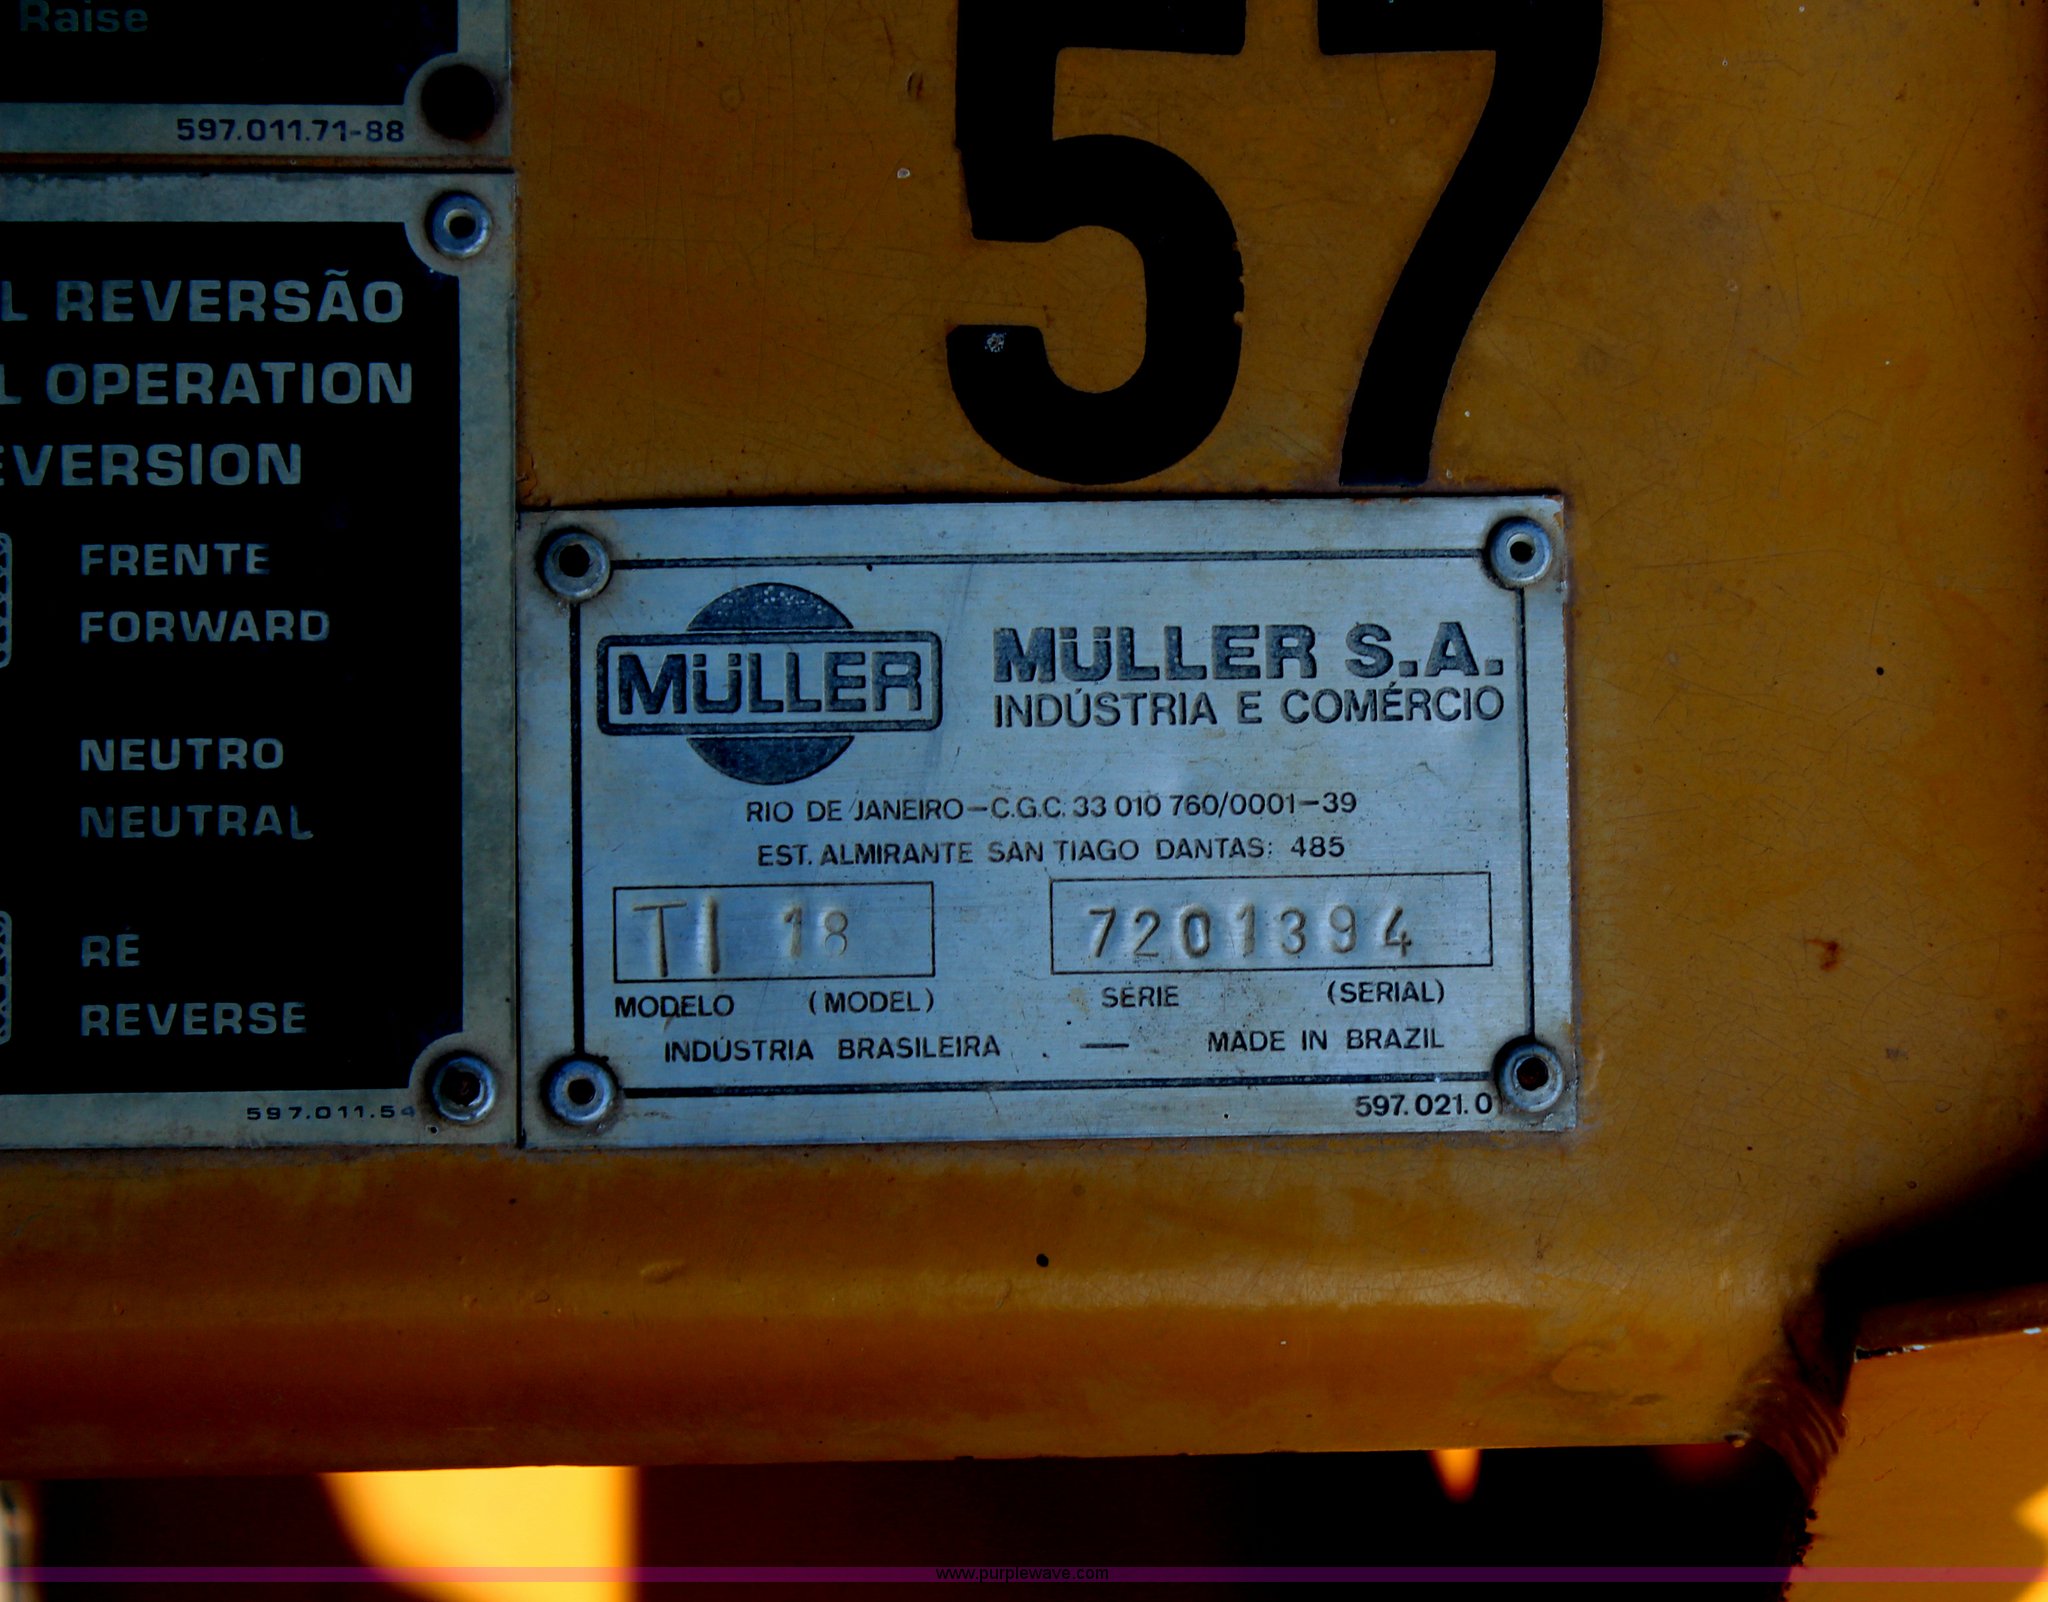 Raise
597.011.71-88
57
L REVERSÃO
L OPERATION
EVERSION
FRENTE
FORWARD
NEUTRO
NEUTRAL
RÉ
REVERSE
597.011.54
MÜLLER
MÜLLER S.A.
INDÚSTRIA E COMÉRCIO
RIO DE JANEIRO-C.G.C. 33 010 760/0001-39
EST. ALMIRANTE SAN TIAGO DANTAS: 485
TI 18
7201394
MODELO (MODEL)
SÉRIE (SERIAL)
INDÚSTRIA BRASILEIRA . — MADE IN BRAZIL
597.021.0
www.purplewave.com